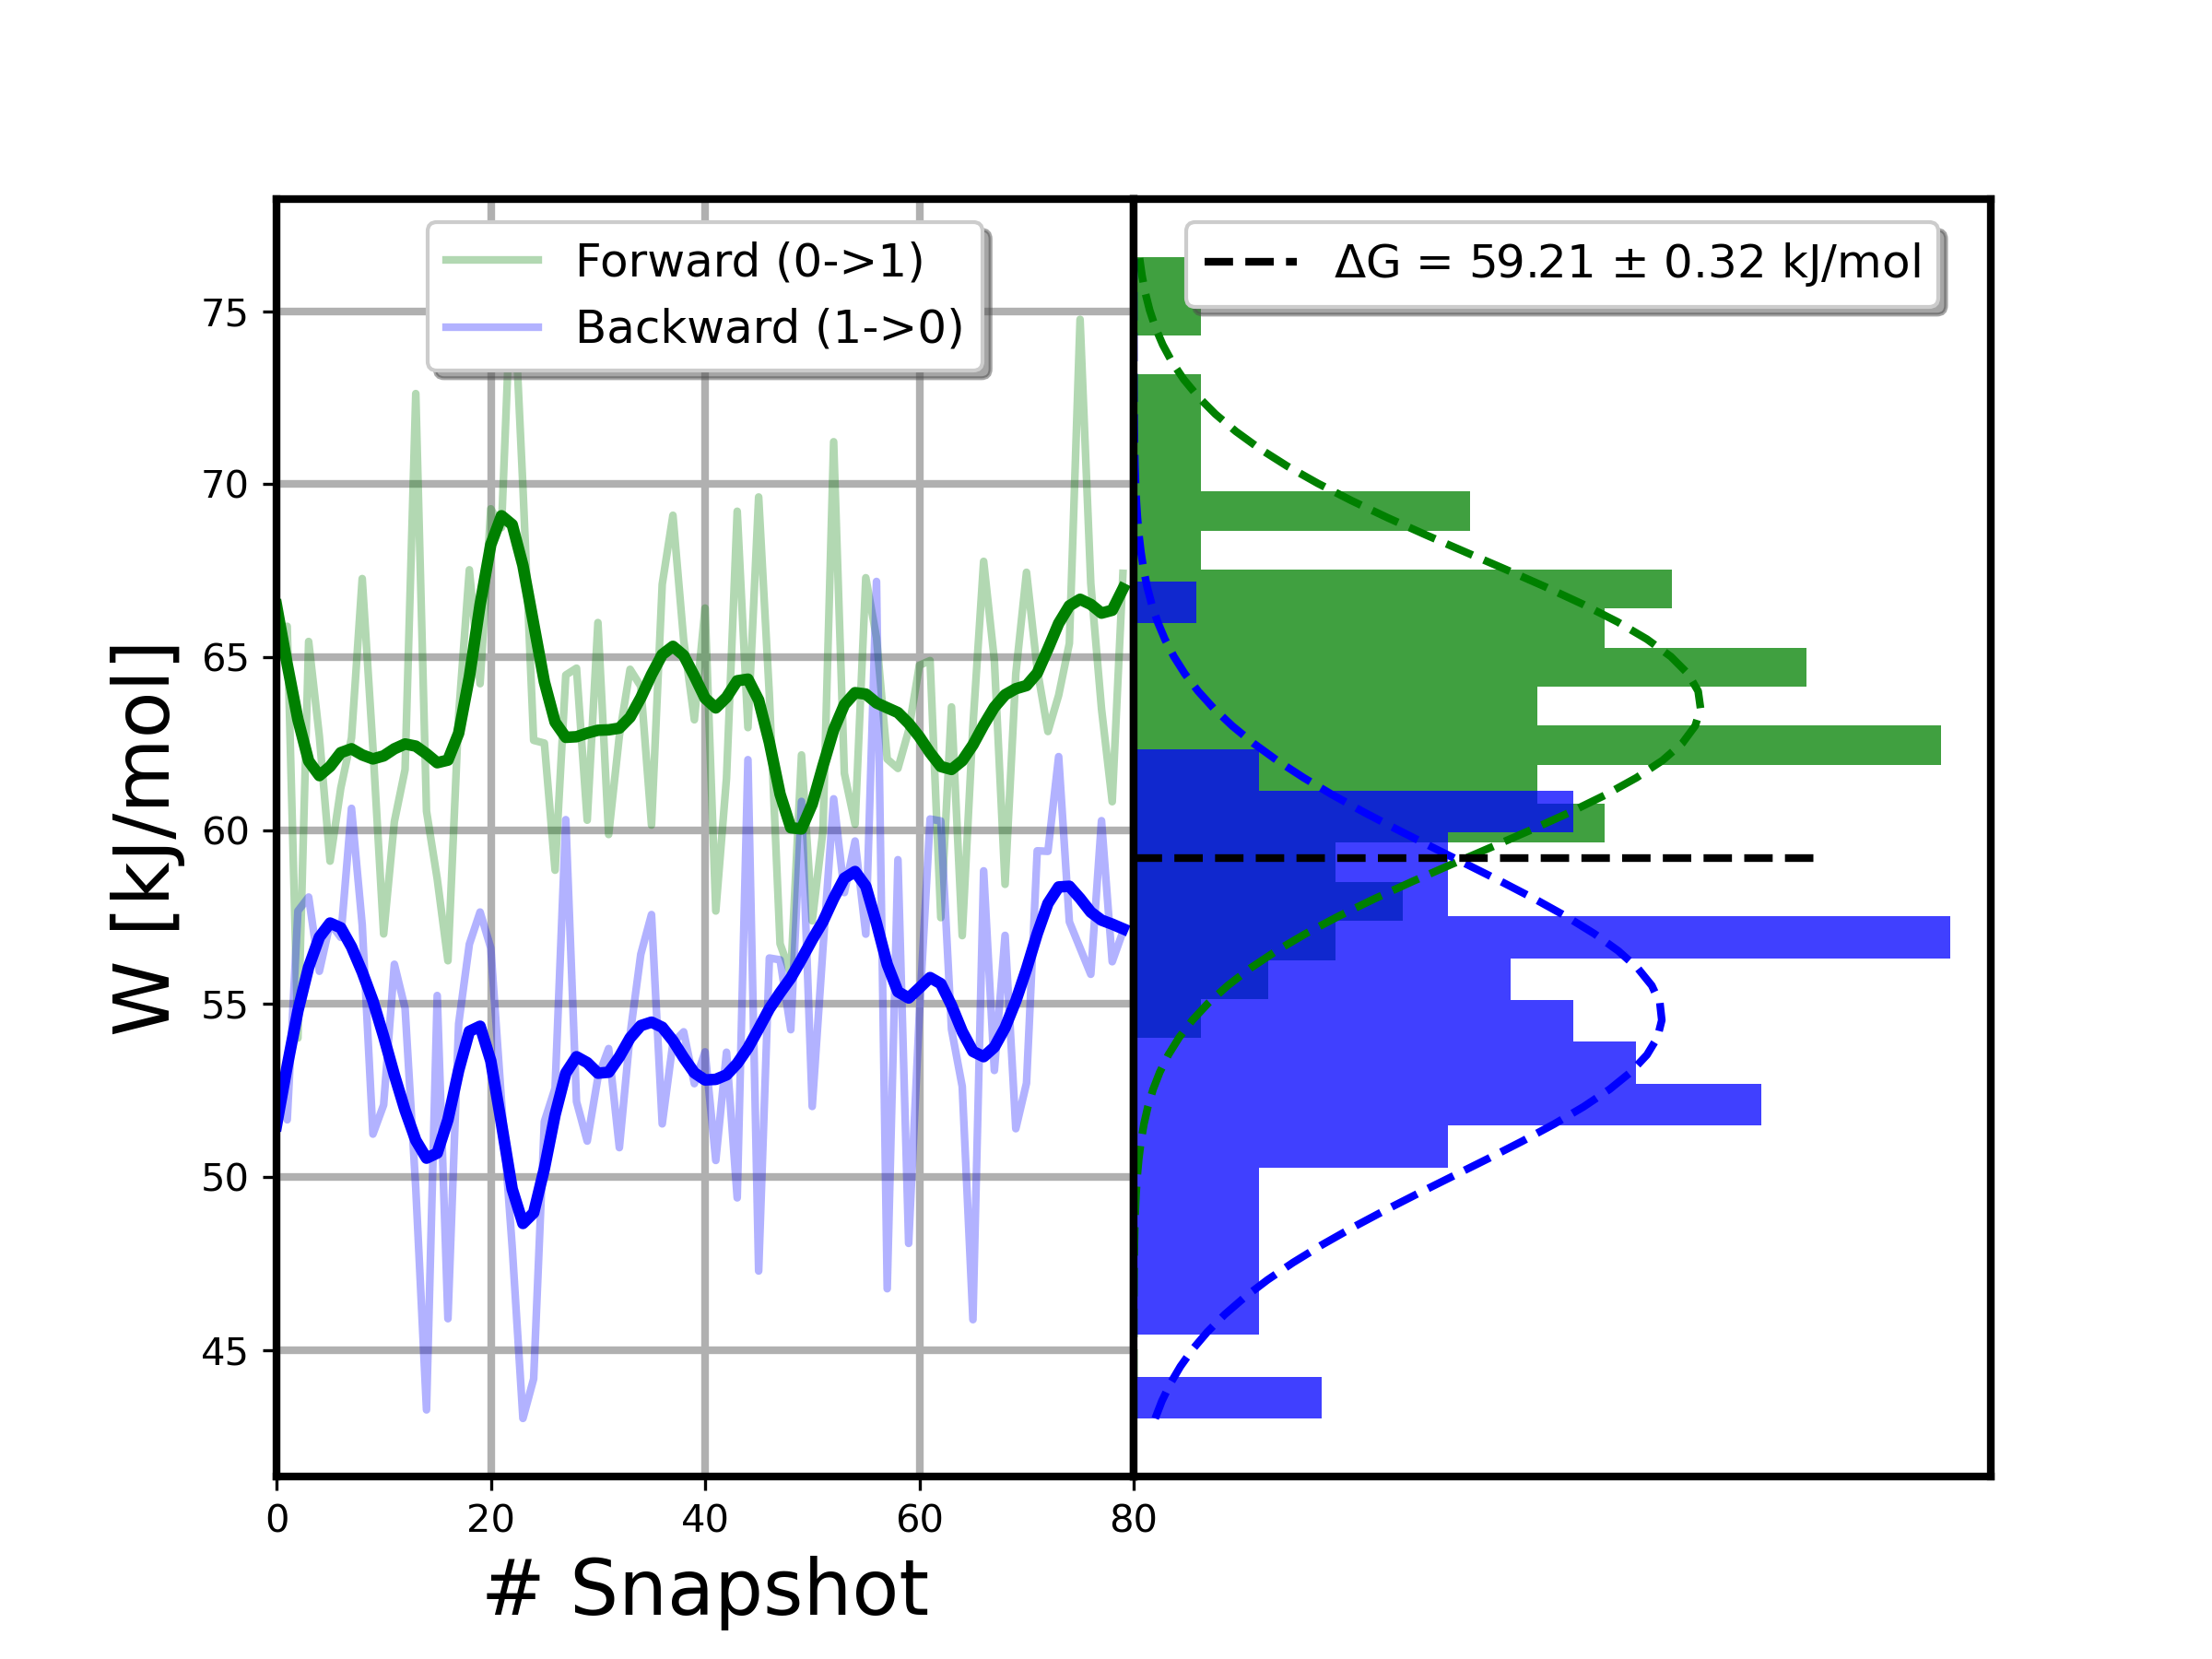 Forward (0->1)
Backward (1->0)
ΔG = 59.21 ± 0.32 kJ/mol
W [kJ/mol]
75
70
65
60
55
50
45
0 20 40 60 80
# Snapshot